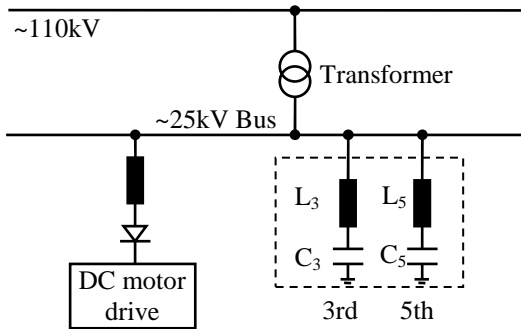 ~110kV
Transformer
~25kV Bus
L₃
L₅
C₃
C₅
DC motor
drive
3rd
5th